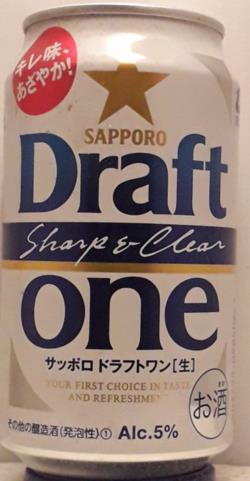 キレ味、
あざやか!
SAPPORO
Draft
Sharp & Clear
one
サッポロ ドラフトワン[生]
YOUR FIRST CHOICE IN TASTE
AND REFRESHMENT
お酒
その他の醸造酒(発泡性)① Alc.5%